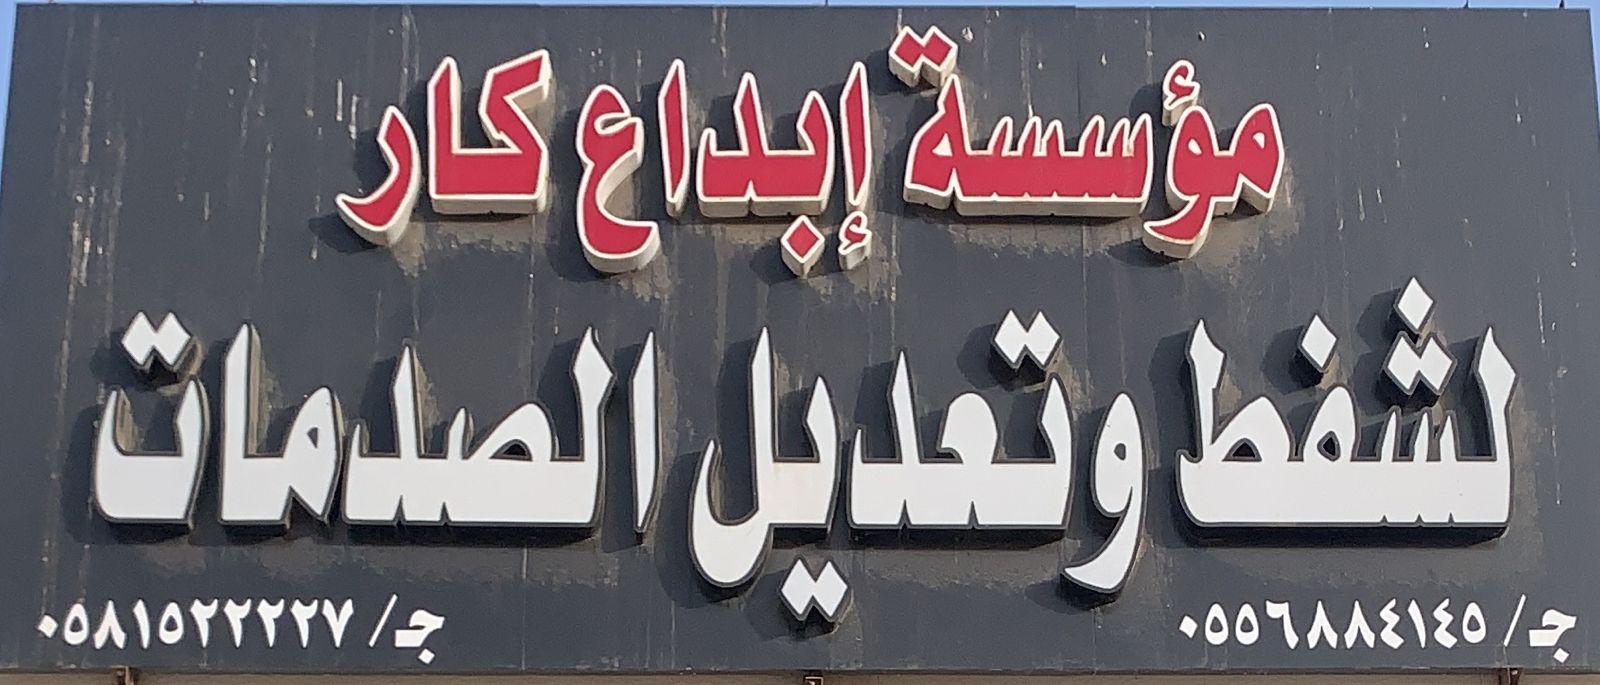 مؤسسة إبداع كار
لشفط وتعديل الصدمات
ج/ ٠٥٥٦٨٨٤١٤٥
ج/ ٠٥٨١٥٢٢٢٢٧